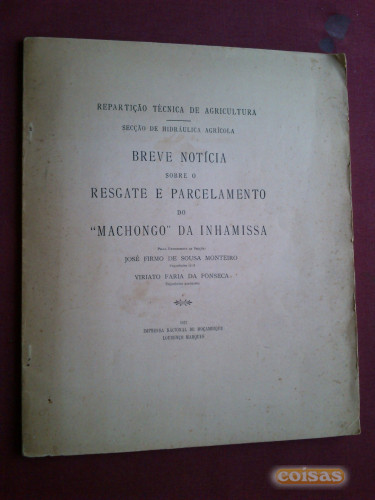 REPARTIÇÃO TÉCNICA DE AGRICULTURA
SECÇÃO DE HIDRÁULICA AGRÍCOLA
BREVE NOTÍCIA
SOBRE O
RESGATE E PARCELAMENTO
DO
“MACHONGO” DA INHAMISSA
JOSÉ FIRMO DE SOUSA MONTEIRO
VIRIATO FARIA DA FONSECA
IMPRENSA NACIONAL DE MOÇAMBIQUE
LOURENÇO MARQUES
coisas